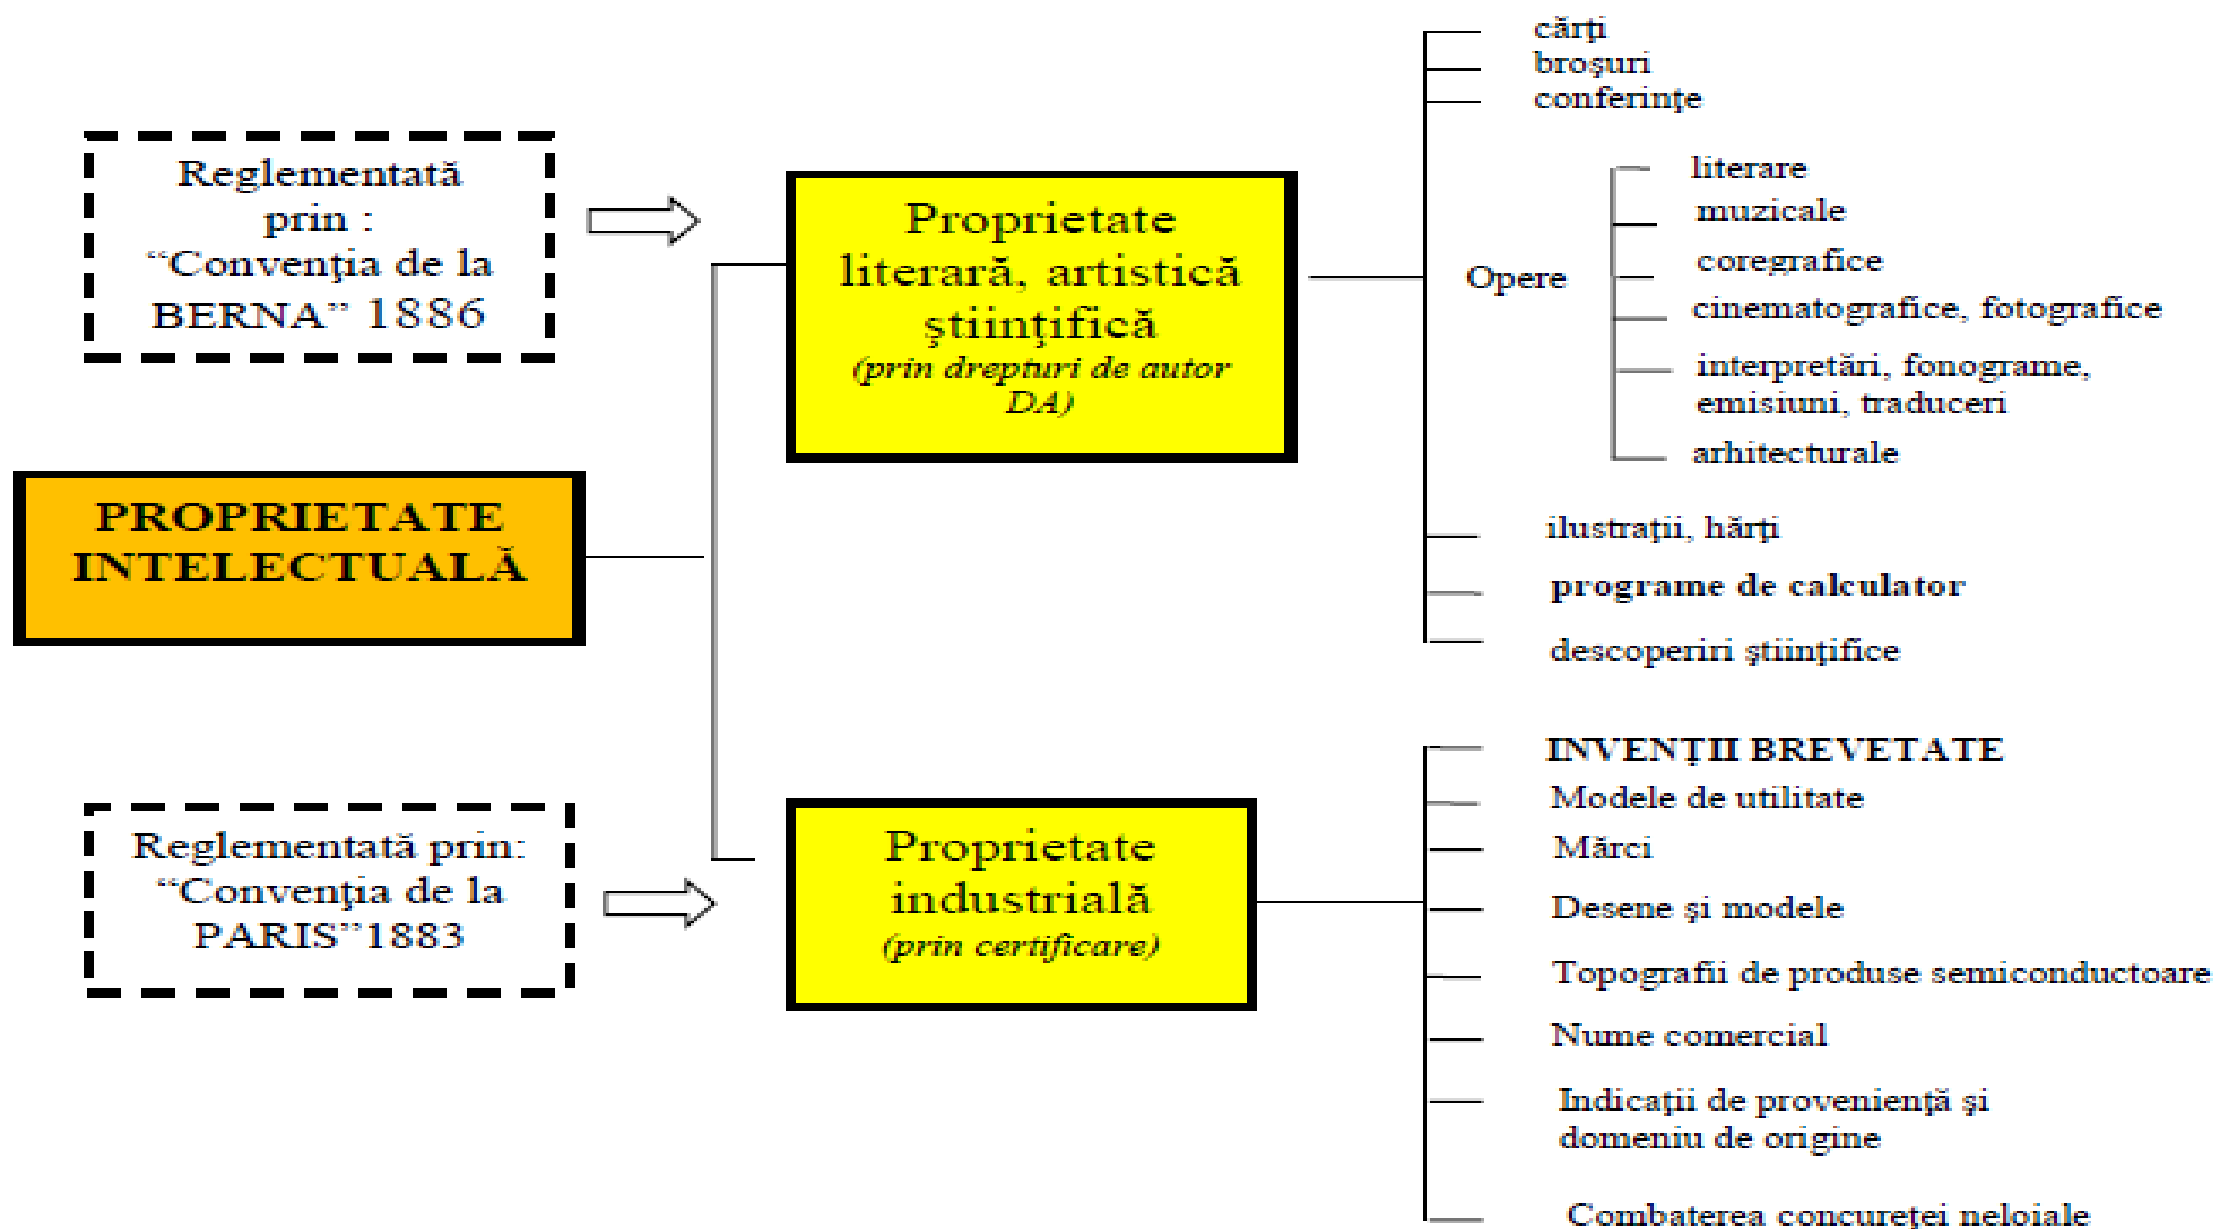 Reglementată
prin :
“Convenţia de la
BERNA” 1886
PROPRIETATE
INTELECTUALĂ
Reglementată prin:
“Convenţia de la
PARIS”1883
Proprietate
literară, artistică
ştiinţifică
(prin drepturi de autor
DA)
Proprietate
industrială
(prin certificare)
cărţi
broşuri
conferinţe
Opere
literare
muzicale
coregrafice
cinematografice, fotografice
interpretări, fonograme,
emisiuni, traduceri
arhitecturale
ilustraţii, hărţi
programe de calculator
descoperiri ştiinţifice
INVENŢII BREVETATE
Modele de utilitate
Mărci
Desene şi modele
Topografii de produse semiconductoare
Nume comercial
Indicaţii de provenienţă şi
domeniu de origine
Combaterea concureţei neloiale